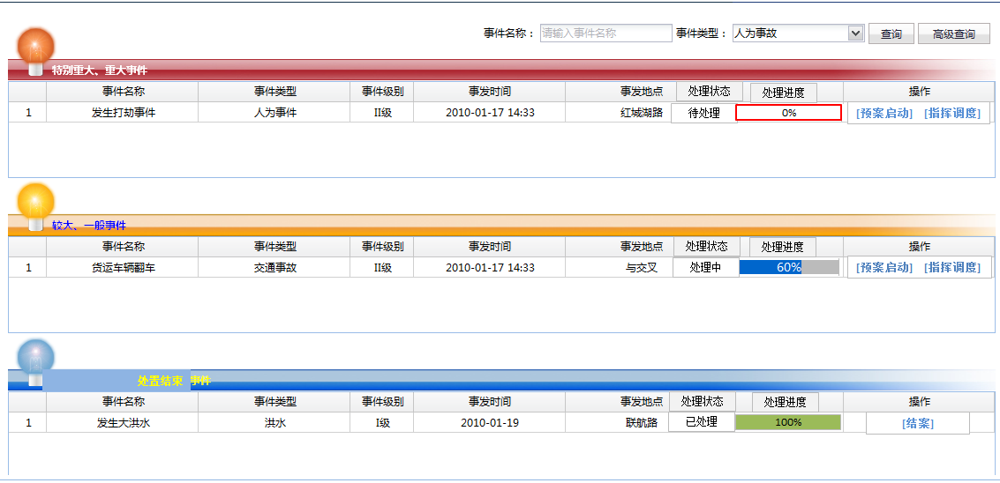 事件名称： 请输入事件名称 事件类型： 人为事故 查询 高级查询
特别重大、重大事件
事件名称 事件类型 事件级别 事发时间 事发地点 处理状态 处理进度 操作
1 发生打劫事件 人为事件 II级 2010-01-17 14:33 红城湖路 待处理 0% [预案启动] [指挥调度]
较大、一般事件
事件名称 事件类型 事件级别 事发时间 事发地点 处理状态 处理进度 操作
1 货运车辆翻车 交通事故 II级 2010-01-17 14:33 与交叉 处理中 60% [预案启动] [指挥调度]
处置结束 事件
事件名称 事件类型 事件级别 事发时间 事发地点 处理状态 处理进度 操作
1 发生大洪水 洪水 I级 2010-01-19 联航路 已处理 100% [结案]